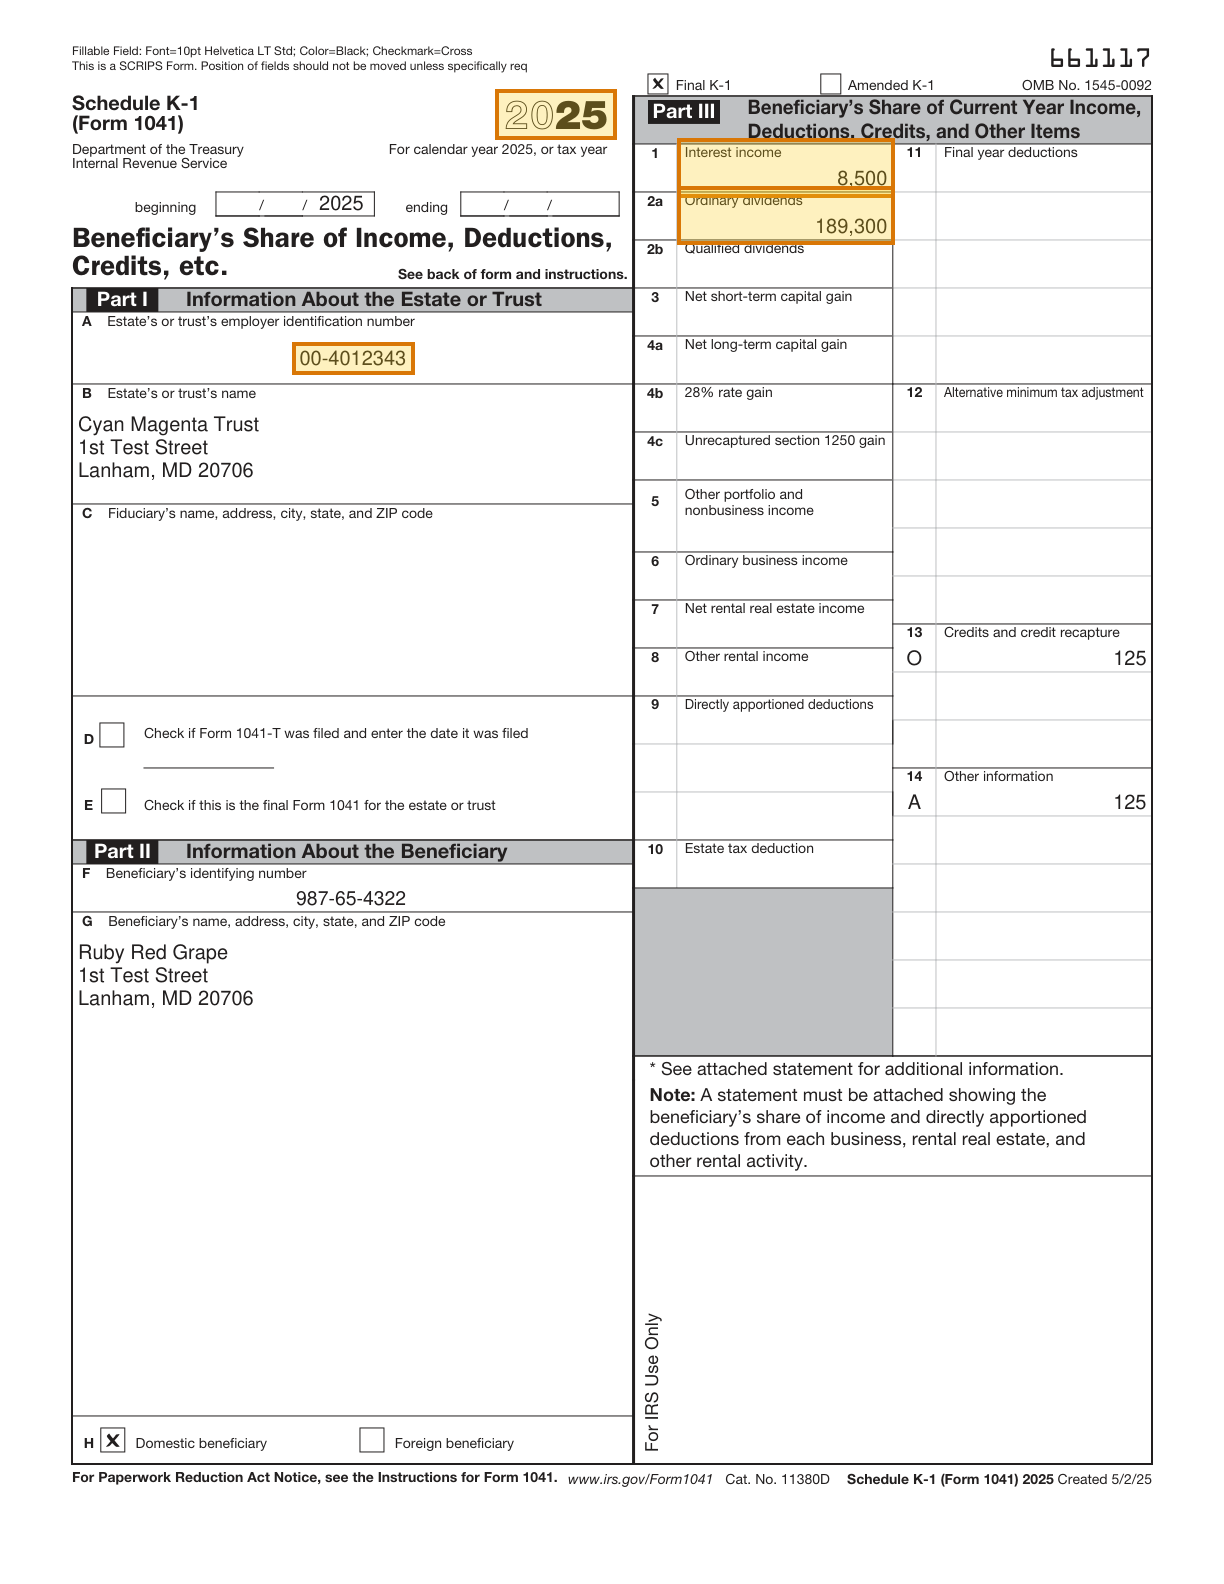 Fillable Field: Font=10pt Helvetica LT Std; Color=Black; Checkmark=Cross
This is a SCRIPS Form. Position of fields should not be moved unless specifically req
661117
X Final K-1
Amended K-1
OMB No. 1545-0092
Schedule K-1
(Form 1041)
2025
Department of the Treasury
Internal Revenue Service
For calendar year 2025, or tax year
beginning / / 2025 ending / /
Beneficiary’s Share of Income, Deductions,
Credits, etc.
See back of form and instructions.
Part I Information About the Estate or Trust
A Estate’s or trust’s employer identification number
00-4012343
B Estate’s or trust’s name
Cyan Magenta Trust
1st Test Street
Lanham, MD 20706
C Fiduciary’s name, address, city, state, and ZIP code
D Check if Form 1041-T was filed and enter the date it was filed
E Check if this is the final Form 1041 for the estate or trust
Part II Information About the Beneficiary
F Beneficiary’s identifying number
987-65-4322
G Beneficiary’s name, address, city, state, and ZIP code
Ruby Red Grape
1st Test Street
Lanham, MD 20706
H X Domestic beneficiary Foreign beneficiary
Part III Beneficiary’s Share of Current Year Income,
Deductions, Credits, and Other Items
1 Interest income
8,500
2a Ordinary dividends
189,300
2b Qualified dividends
3 Net short-term capital gain
4a Net long-term capital gain
4b 28% rate gain
4c Unrecaptured section 1250 gain
5 Other portfolio and
nonbusiness income
6 Ordinary business income
7 Net rental real estate income
8 Other rental income
9 Directly apportioned deductions
10 Estate tax deduction
11 Final year deductions
12 Alternative minimum tax adjustment
13 Credits and credit recapture
O 125
14 Other information
A 125
* See attached statement for additional information.
Note: A statement must be attached showing the
beneficiary’s share of income and directly apportioned
deductions from each business, rental real estate, and
other rental activity.
For IRS Use Only
For Paperwork Reduction Act Notice, see the Instructions for Form 1041. www.irs.gov/Form1041 Cat. No. 11380D Schedule K-1 (Form 1041) 2025 Created 5/2/25